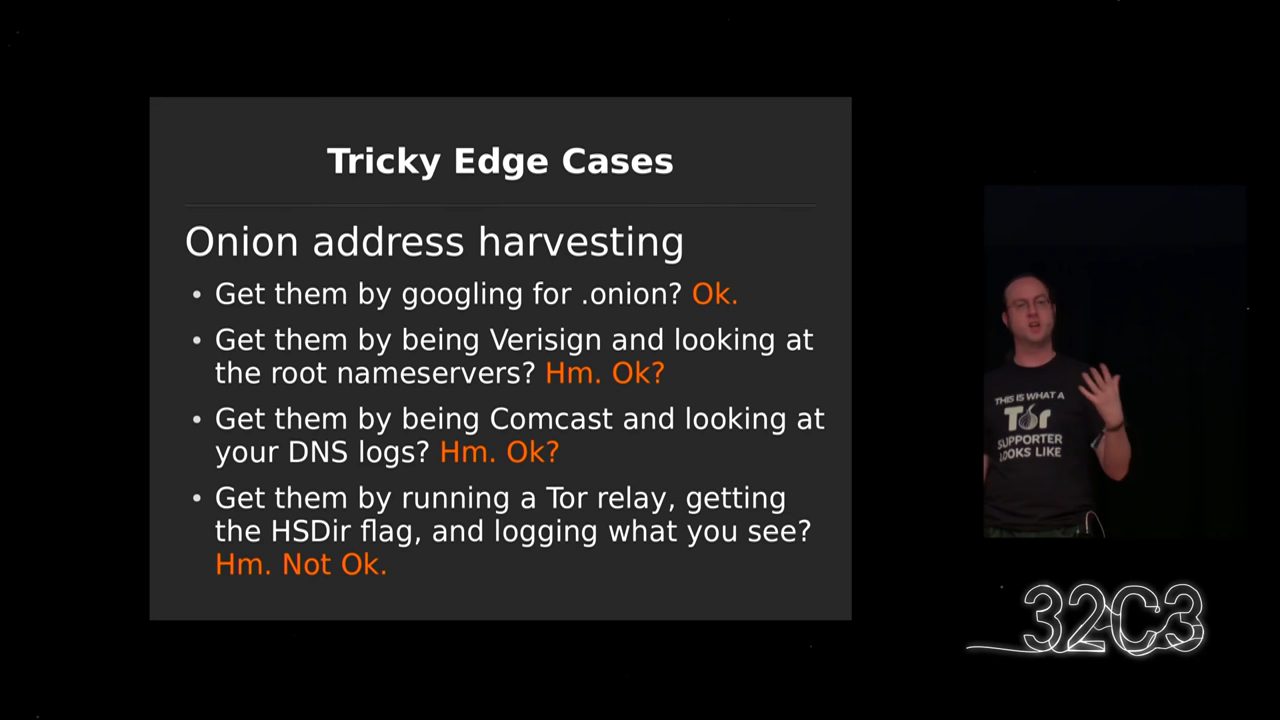 Tricky Edge Cases
Onion address harvesting
• Get them by googling for .onion? Ok.
• Get them by being Verisign and looking at
the root nameservers? Hm. Ok?
• Get them by being Comcast and looking at
your DNS logs? Hm. Ok?
• Get them by running a Tor relay, getting
the HSDir flag, and logging what you see?
Hm. Not Ok.
THIS IS WHAT A
Tor
SUPPORTER
LOOKS LIKE
32C3